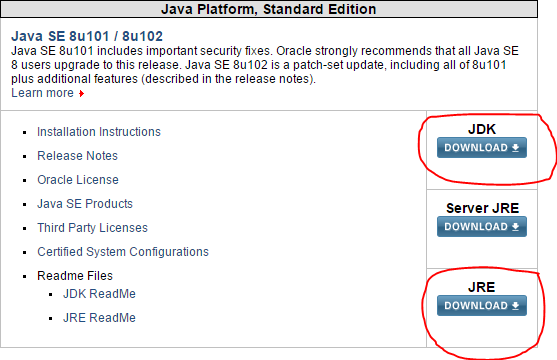 Java Platform, Standard Edition
Java SE 8u101 / 8u102
Java SE 8u101 includes important security fixes. Oracle strongly recommends that all Java SE
8 users upgrade to this release. Java SE 8u102 is a patch-set update, including all of 8u101
plus additional features (described in the release notes).
Learn more
Installation Instructions
Release Notes
Oracle License
Java SE Products
Third Party Licenses
Certified System Configurations
Readme Files
JDK ReadMe
JRE ReadMe
JDK
DOWNLOAD
Server JRE
DOWNLOAD
JRE
DOWNLOAD